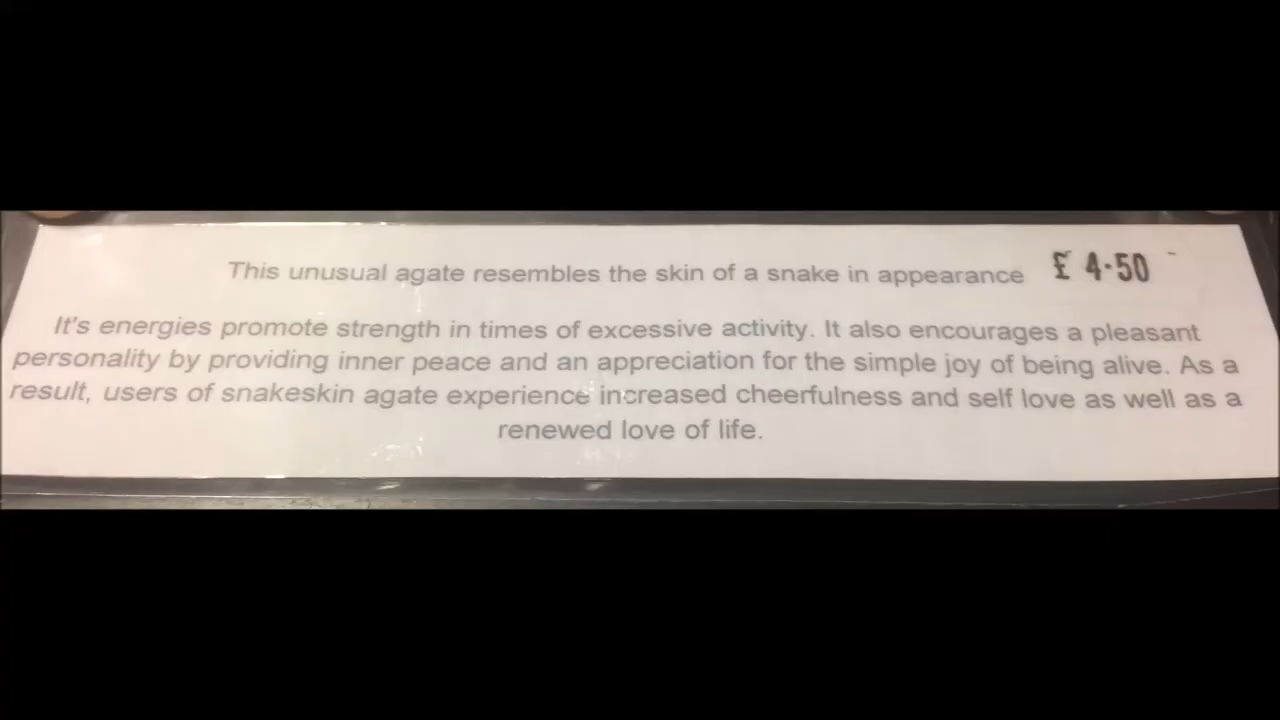 This unusual agate resembles the skin of a snake in appearance £ 4·50
It's energies promote strength in times of excessive activity. It also encourages a pleasant
personality by providing inner peace and an appreciation for the simple joy of being alive. As a
result, users of snakeskin agate experience increased cheerfulness and self love as well as a
renewed love of life.